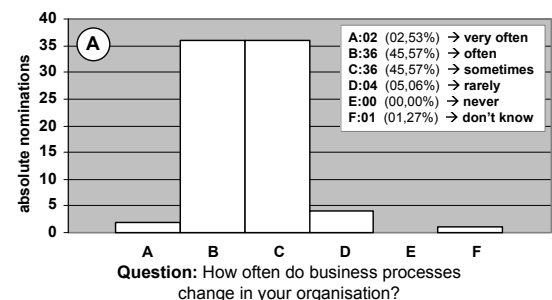 A
A:02 (02,53%) → very often
B:36 (45,57%) → often
C:36 (45,57%) → sometimes
D:04 (05,06%) → rarely
E:00 (00,00%) → never
F:01 (01,27%) → don't know
absolute nominations
40
35
30
25
20
15
10
5
0
A B C D E F
Question: How often do business processes
change in your organisation?